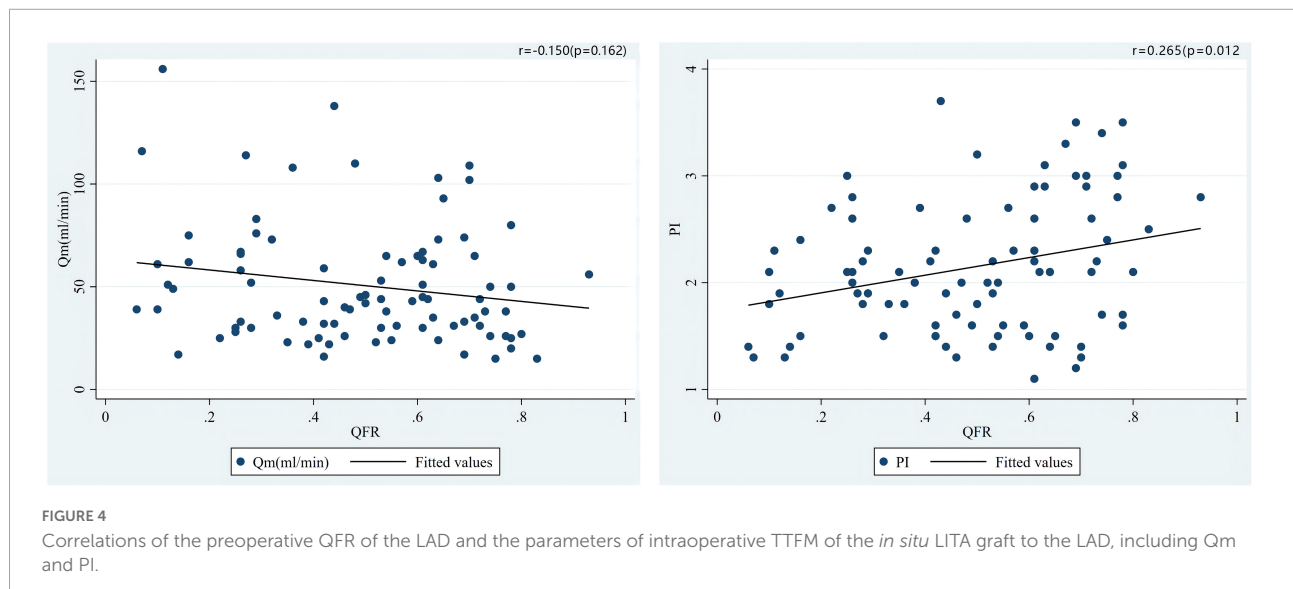 r=-0.150(p=0.162)
150
100
50
0
Qm(ml/min)
0 .2 .4 .6 .8 1
QFR
Qm(ml/min) Fitted values
r=0.265(p=0.012
4
3
2
1
PI
0 .2 .4 .6 .8 1
QFR
PI Fitted values
FIGURE 4
Correlations of the preoperative QFR of the LAD and the parameters of intraoperative TTFM of the in situ LITA graft to the LAD, including Qm
and PI.